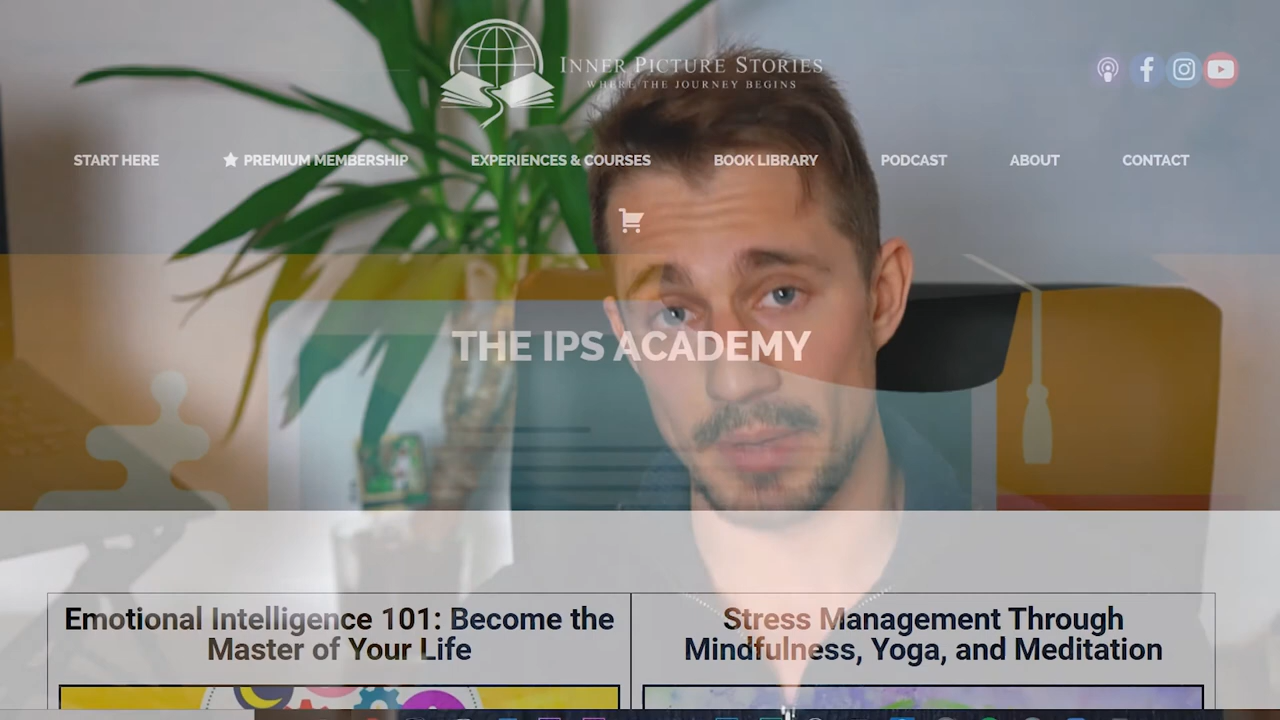 INNER PICTURE STORIES
WHERE THE JOURNEY BEGINS
START HERE
PREMIUM MEMBERSHIP
EXPERIENCES & COURSES
BOOK LIBRARY
PODCAST
ABOUT
CONTACT
THE IPS ACADEMY
Emotional Intelligence 101: Become the
Master of Your Life
Stress Management Through
Mindfulness, Yoga, and Meditation